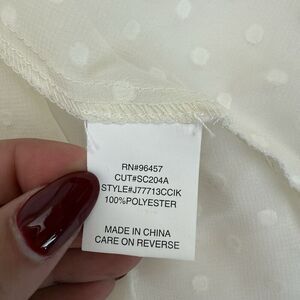 RN#96457
CUT#SC204A
STYLE#J77713CCIK
100%POLYESTER
MADE IN CHINA
CARE ON REVERSE